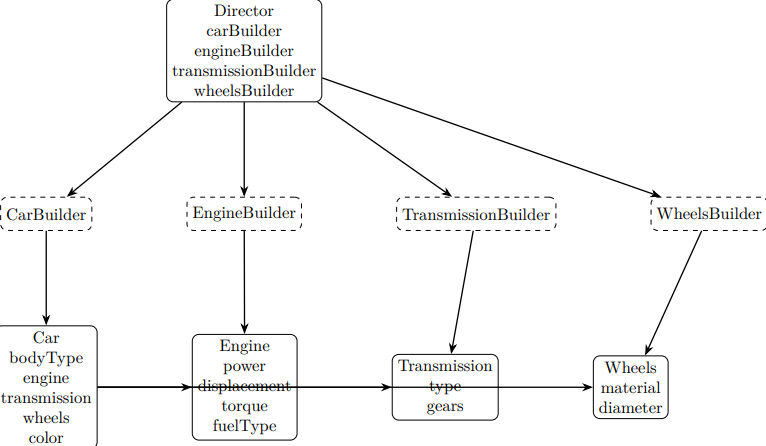 Director
carBuilder
engineBuilder
transmissionBuilder
wheelsBuilder
CarBuilder
EngineBuilder
TransmissionBuilder
WheelsBuilder
Car
bodyType
engine
transmission
wheels
color
Engine
power
displacement
torque
fuelType
Transmission
type
gears
Wheels
material
diameter